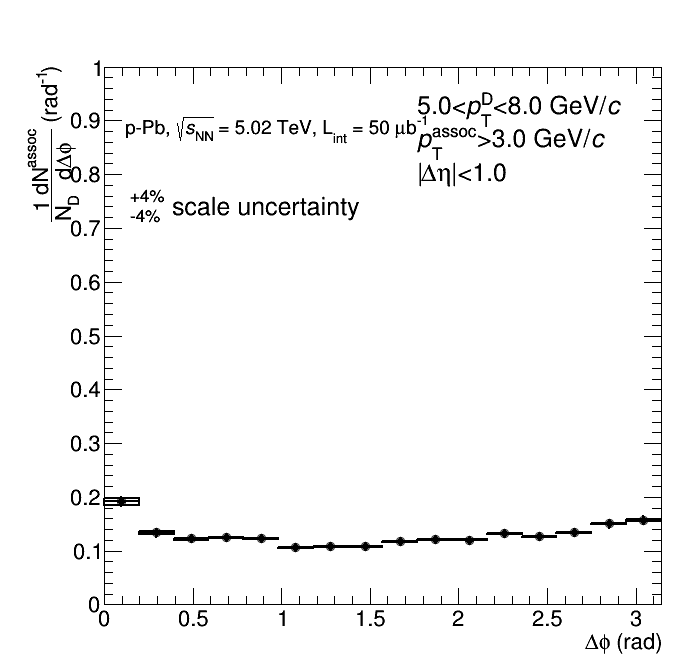 1 dN^assoc
N_D dΔφ (rad^-1)
1
0.9
0.8
0.7
0.6
0.5
0.4
0.3
0.2
0.1
0
p-Pb, √s_NN = 5.02 TeV, L_int = 50 μb^-1
+4%
-4% scale uncertainty
5.0<p_T^D<8.0 GeV/c
p_T^assoc>3.0 GeV/c
|Δη|<1.0
0 0.5 1 1.5 2 2.5 3
Δφ (rad)